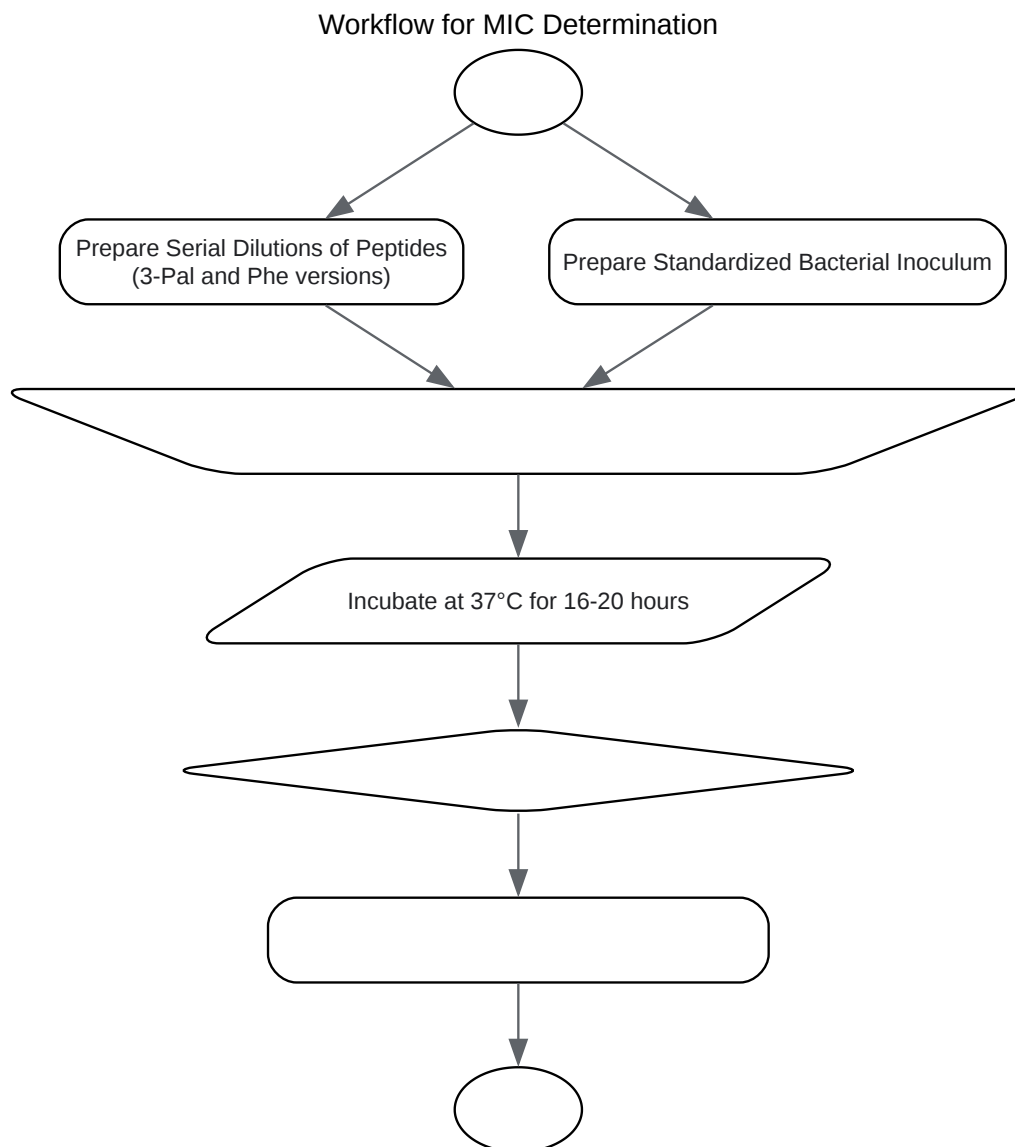 Workflow for MIC Determination
Prepare Serial Dilutions of Peptides
(3-Pal and Phe versions)
Prepare Standardized Bacterial Inoculum
Incubate at 37°C for 16-20 hours